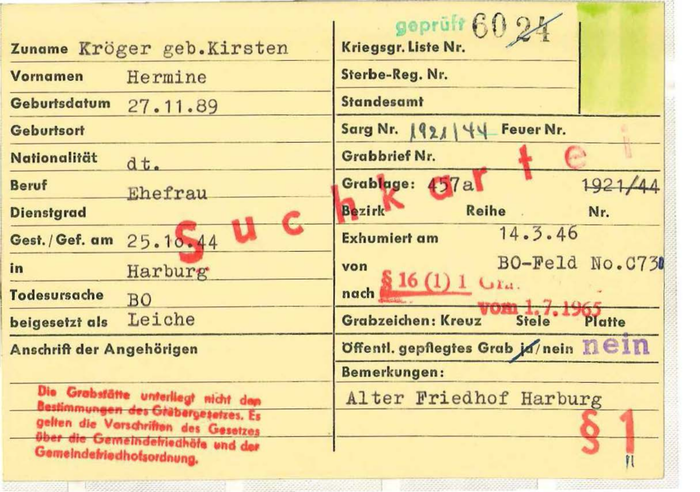 geprüft 6024
Zuname Kröger geb.Kirsten
Vornamen Hermine
Geburtsdatum 27.11.89
Geburtsort
Nationalität dt.
Beruf Ehefrau
Dienstgrad
Gest./Gef. am 25.10.44
in Harburg
Todesursache BO
beigesetzt als Leiche
Anschrift der Angehörigen
Die Grabstätte unterliegt nicht den
Bestimmungen des Gräbergesetzes. Es
gelten die Vorschriften des Gesetzes
über die Gemeindefriedhöfe und der
Gemeindefriedhofsordnung.
Suchkartei
Kriegsgr. Liste Nr.
Sterbe-Reg. Nr.
Standesamt
Sarg Nr. 1921/44 Feuer Nr.
Grabbrief Nr.
Grablage: 457a 1921/44
Bezirk Reihe Nr.
Exhumiert am 14.3.46
von BO-Feld No.C730
nach § 16 (1) 1
vom 1.7.1965
Grabzeichen: Kreuz Stele Platte
Öffentl. gepflegtes Grab ja/nein nein
Bemerkungen:
Alter Friedhof Harburg
§ 1